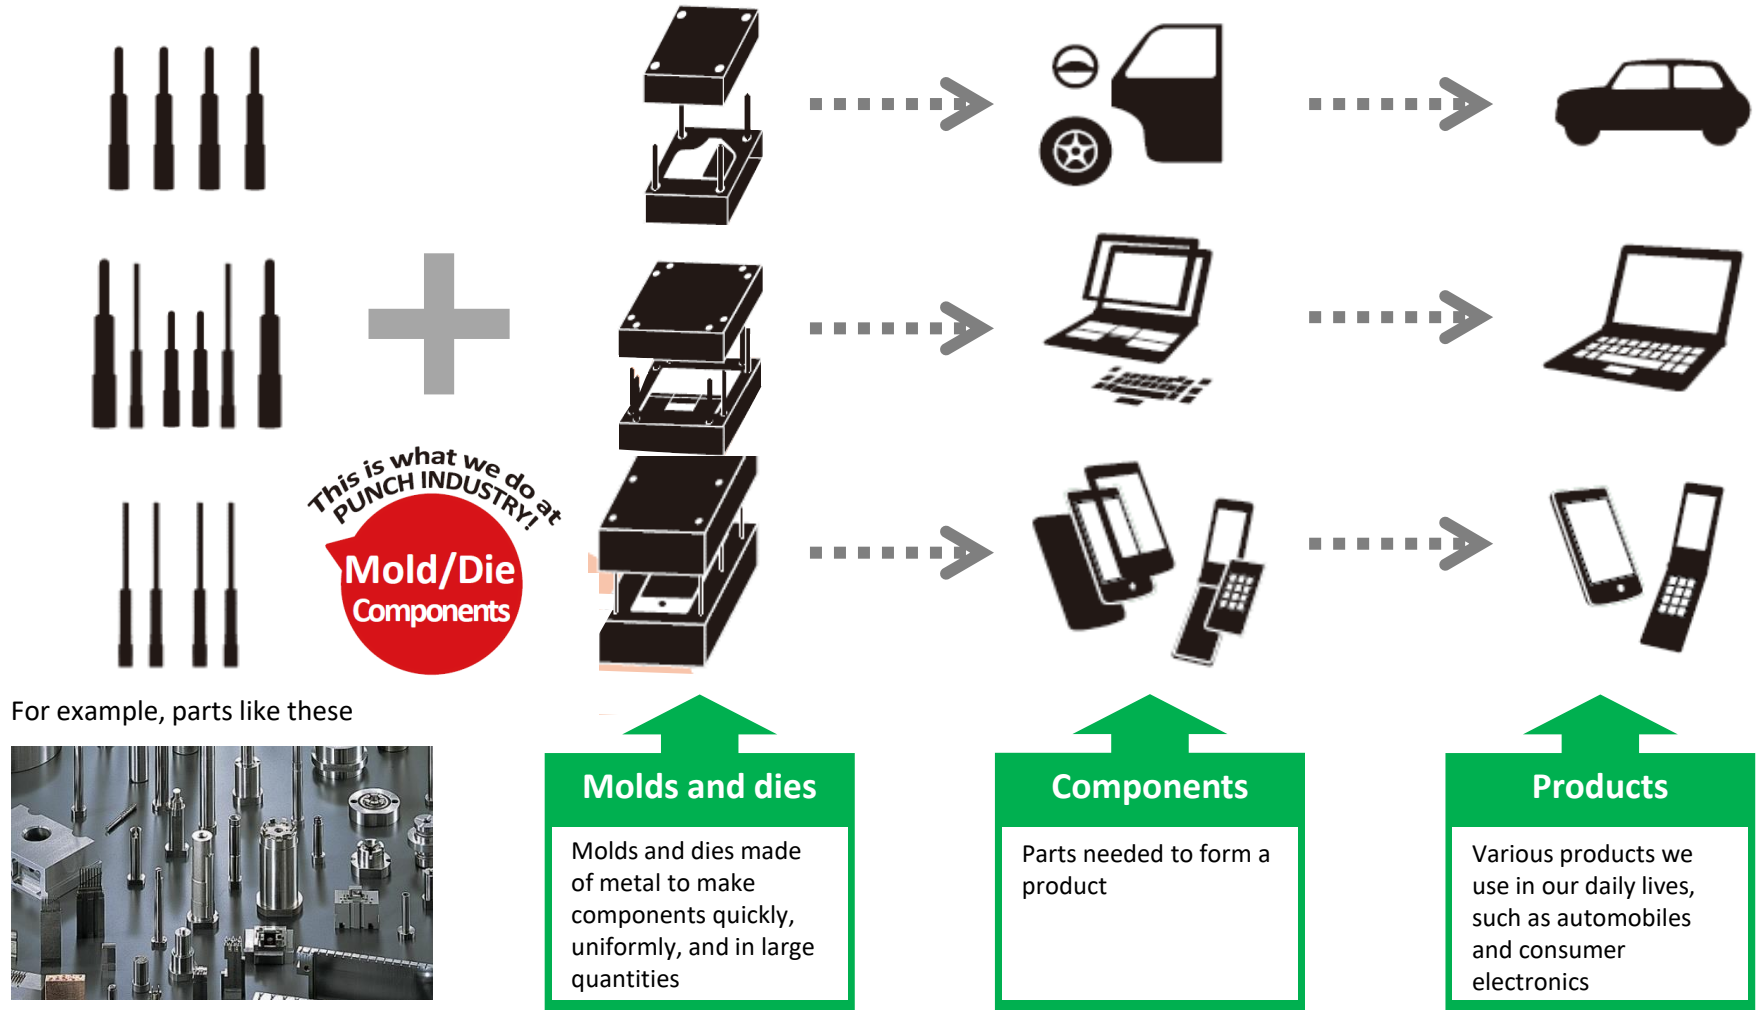 This is what we do at
PUNCH INDUSTRY!
Mold/Die
Components
For example, parts like these
Molds and dies
Molds and dies made
of metal to make
components quickly,
uniformly, and in large
quantities
Components
Parts needed to form a
product
Products
Various products we
use in our daily lives,
such as automobiles
and consumer
electronics